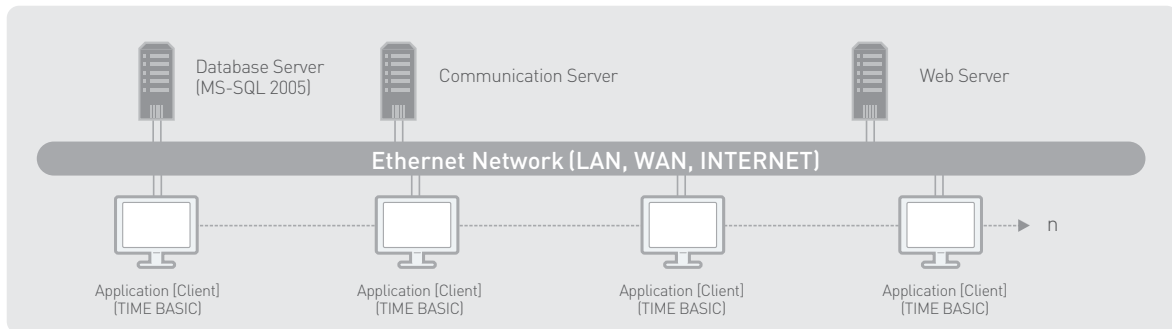 Database Server
(MS-SQL 2005)
Communication Server
Web Server
Ethernet Network (LAN, WAN, INTERNET)
n
Application [Client]
(TIME BASIC)
Application [Client]
(TIME BASIC)
Application [Client]
(TIME BASIC)
Application [Client]
(TIME BASIC)